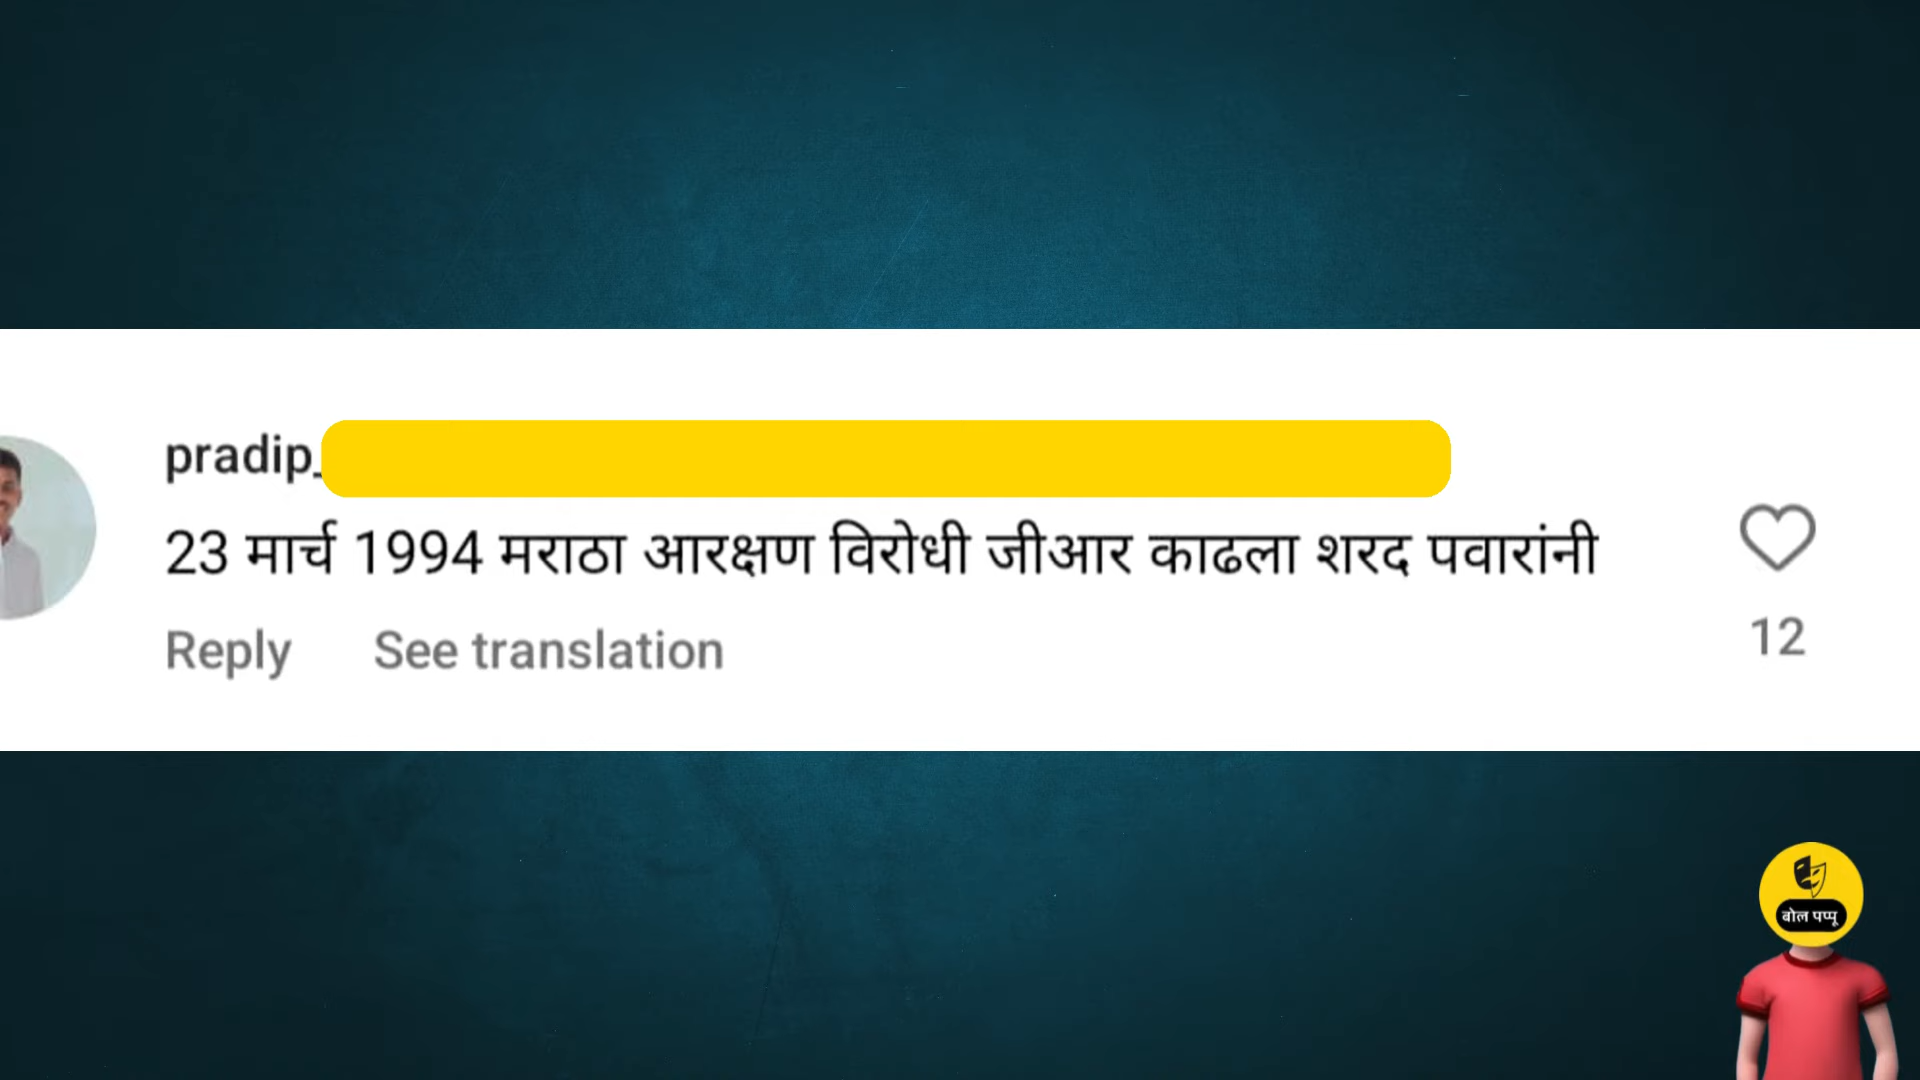 pradip_
23 मार्च 1994 मराठा आरक्षण विरोधी जीआर काढला शरद पवारांनी
Reply See translation
12
बोल पप्पू